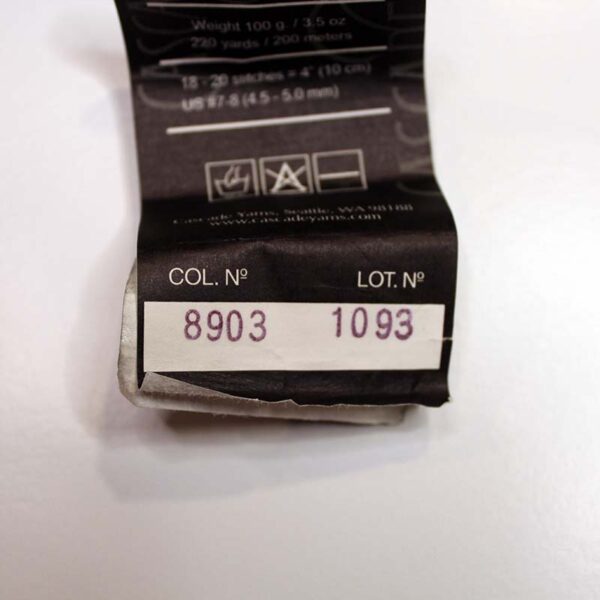 Weight 100 g. / 3.5 oz
220 yards / 200 meters
18 - 20 stitches = 4" (10 cm)
US #7-8 (4.5 - 5.0 mm)
Cascade Yarns, Seattle, WA 98188
www.cascadeyarns.com
COL. Nº LOT. Nº
8903 1093